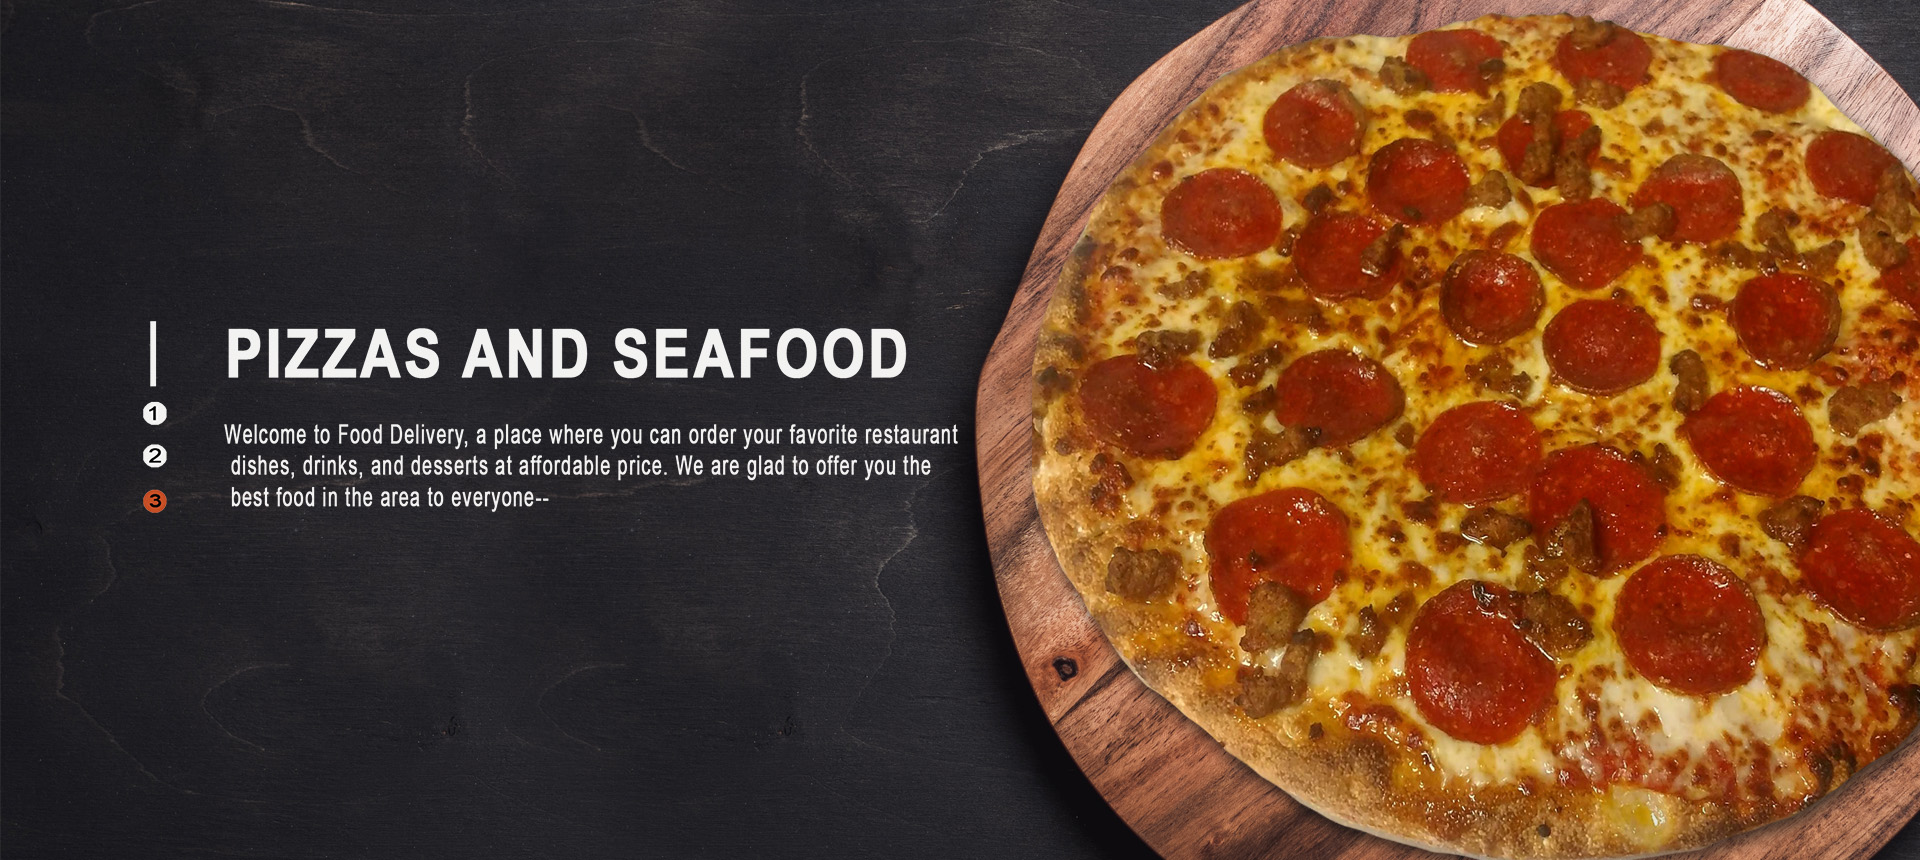 PIZZAS AND SEAFOOD
1
2
3
Welcome to Food Delivery, a place where you can order your favorite restaurant
dishes, drinks, and desserts at affordable price. We are glad to offer you the
best food in the area to everyone--